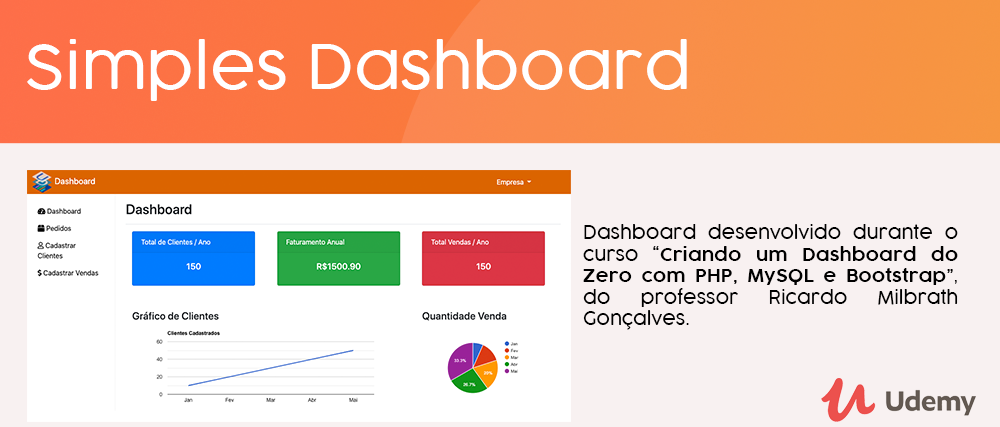 Simples Dashboard
Dashboard
Empresa
Dashboard
Pedidos
Cadastrar
Clientes
Cadastrar Vendas
Dashboard
Total de Clientes / Ano
150
Faturamento Anual
R$1500.90
Total Vendas / Ano
150
Gráfico de Clientes
Clientes Cadastrados
60
40
20
0
Jan
Fev
Mar
Abr
Mai
Quantidade Venda
33.3%
20%
26.7%
Jan
Fev
Mar
Abr
Mai
Dashboard desenvolvido durante o
curso “Criando um Dashboard do
Zero com PHP, MySQL e Bootstrap”,
do professor Ricardo Milbrath
Gonçalves.
Udemy